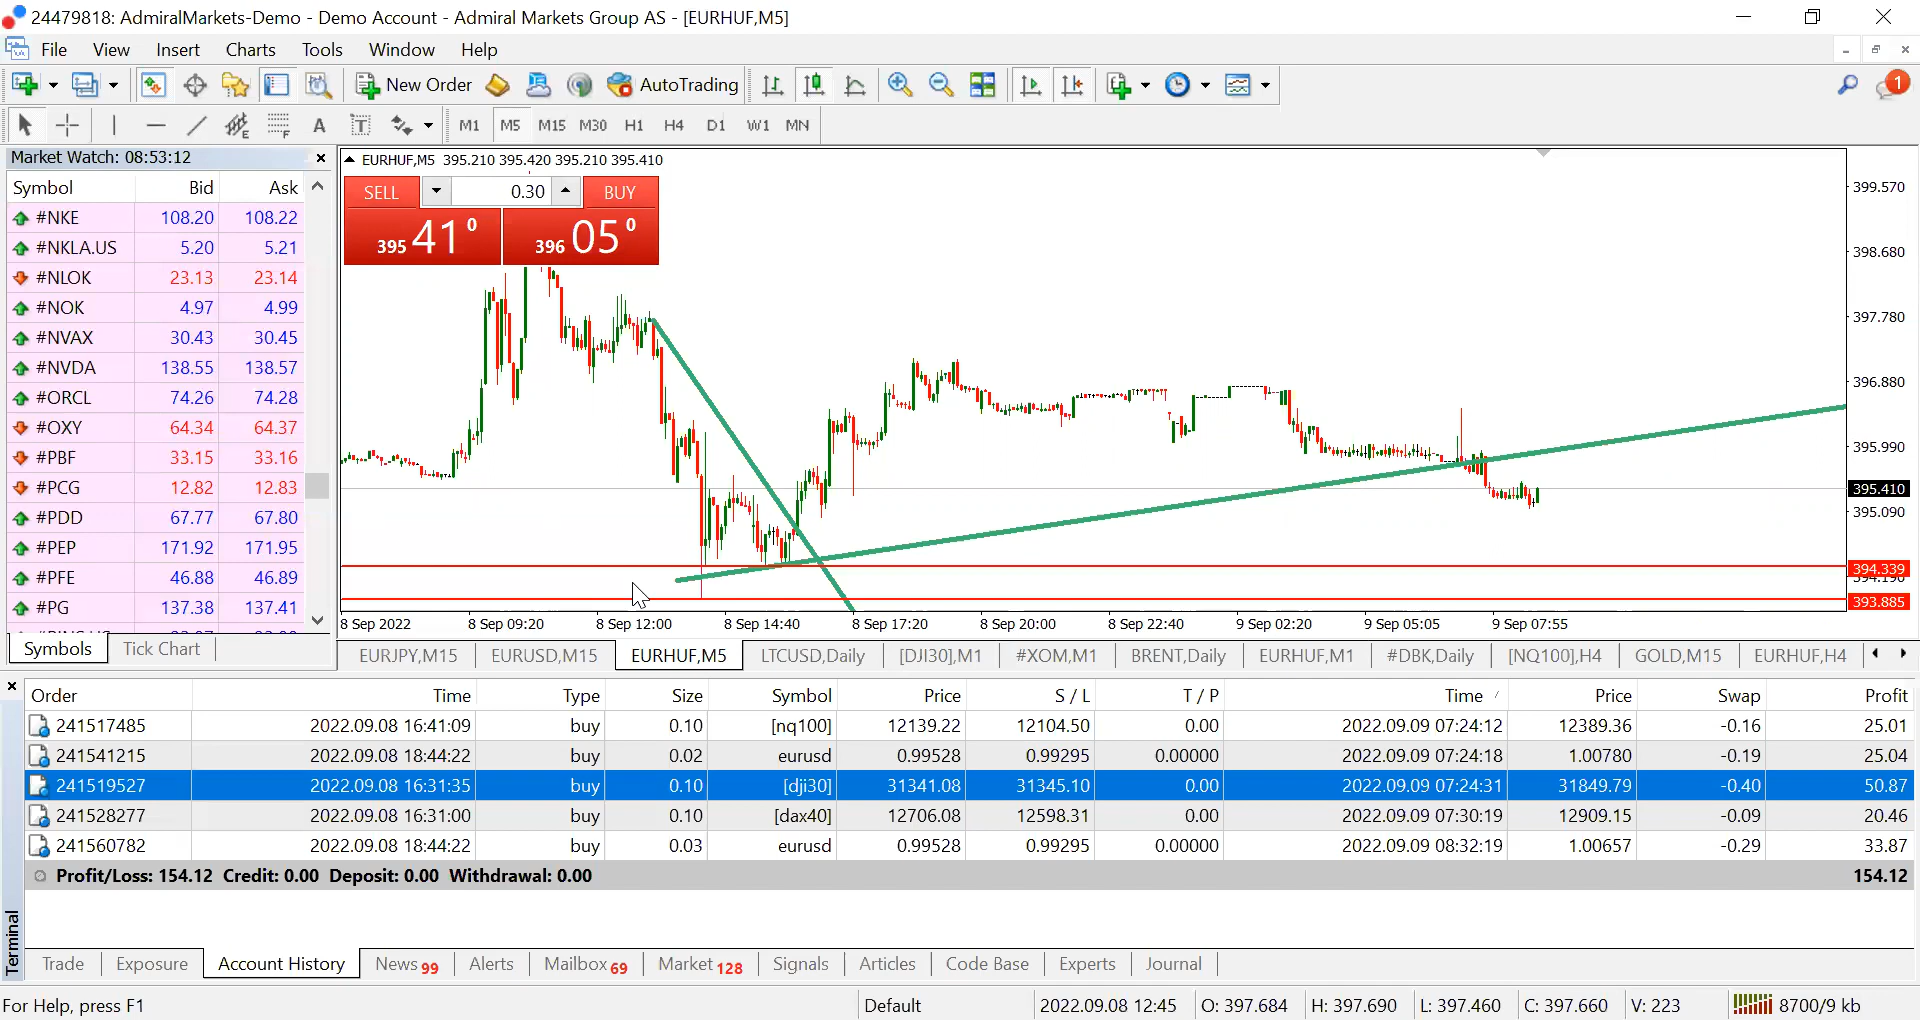 24479818: AdmiralMarkets-Demo - Demo Account - Admiral Markets Group AS - [EURHUF,M5]
File View Insert Charts Tools Window Help
New Order AutoTrading 1
A T M1 M5 M15 M30 H1 H4 D1 W1 MN
Market Watch: 08:53:12
Symbol Bid Ask
#NKE 108.20 108.22
#NKLA.US 5.20 5.21
#NLOK 23.13 23.14
#NOK 4.97 4.99
#NVAX 30.43 30.45
#NVDA 138.55 138.57
#ORCL 74.26 74.28
#OXY 64.34 64.37
#PBF 33.15 33.16
#PCG 12.82 12.83
#PDD 67.77 67.80
#PEP 171.92 171.95
#PFE 46.88 46.89
#PG 137.38 137.41
Symbols Tick Chart
EURHUF,M5 395.210 395.420 395.210 395.410
SELL 0.30 BUY
395 41 0 396 05 0
399.570
398.680
397.780
396.880
395.990
395.410
395.090
394.339
394.190
393.885
8 Sep 2022 8 Sep 09:20 8 Sep 12:00 8 Sep 14:40 8 Sep 17:20 8 Sep 20:00 8 Sep 22:40 9 Sep 02:20 9 Sep 05:05 9 Sep 07:55
EURJPY,M15 EURUSD,M15 EURHUF,M5 LTCUSD,Daily [DJI30],M1 #XOM,M1 BRENT,Daily EURHUF,M1 #DBK,Daily [NQ100],H4 GOLD,M15 EURHUF,H4
Order Time Type Size Symbol Price S / L T / P Time Price Swap Profit
241517485 2022.09.08 16:41:09 buy 0.10 [nq100] 12139.22 12104.50 0.00 2022.09.09 07:24:12 12389.36 -0.16 25.01
241541215 2022.09.08 18:44:22 buy 0.02 eurusd 0.99528 0.99295 0.00000 2022.09.09 07:24:18 1.00780 -0.19 25.04
241519527 2022.09.08 16:31:35 buy 0.10 [dji30] 31341.08 31345.10 0.00 2022.09.09 07:24:31 31849.79 -0.40 50.87
241528277 2022.09.08 16:31:00 buy 0.10 [dax40] 12706.08 12598.31 0.00 2022.09.09 07:30:19 12909.15 -0.09 20.46
241560782 2022.09.08 18:44:22 buy 0.03 eurusd 0.99528 0.99295 0.00000 2022.09.09 08:32:19 1.00657 -0.29 33.87
Profit/Loss: 154.12 Credit: 0.00 Deposit: 0.00 Withdrawal: 0.00 154.12
Terminal
Trade Exposure Account History News 99 Alerts Mailbox 69 Market 128 Signals Articles Code Base Experts Journal
For Help, press F1 Default 2022.09.08 12:45 O: 397.684 H: 397.690 L: 397.460 C: 397.660 V: 223 8700/9 kb